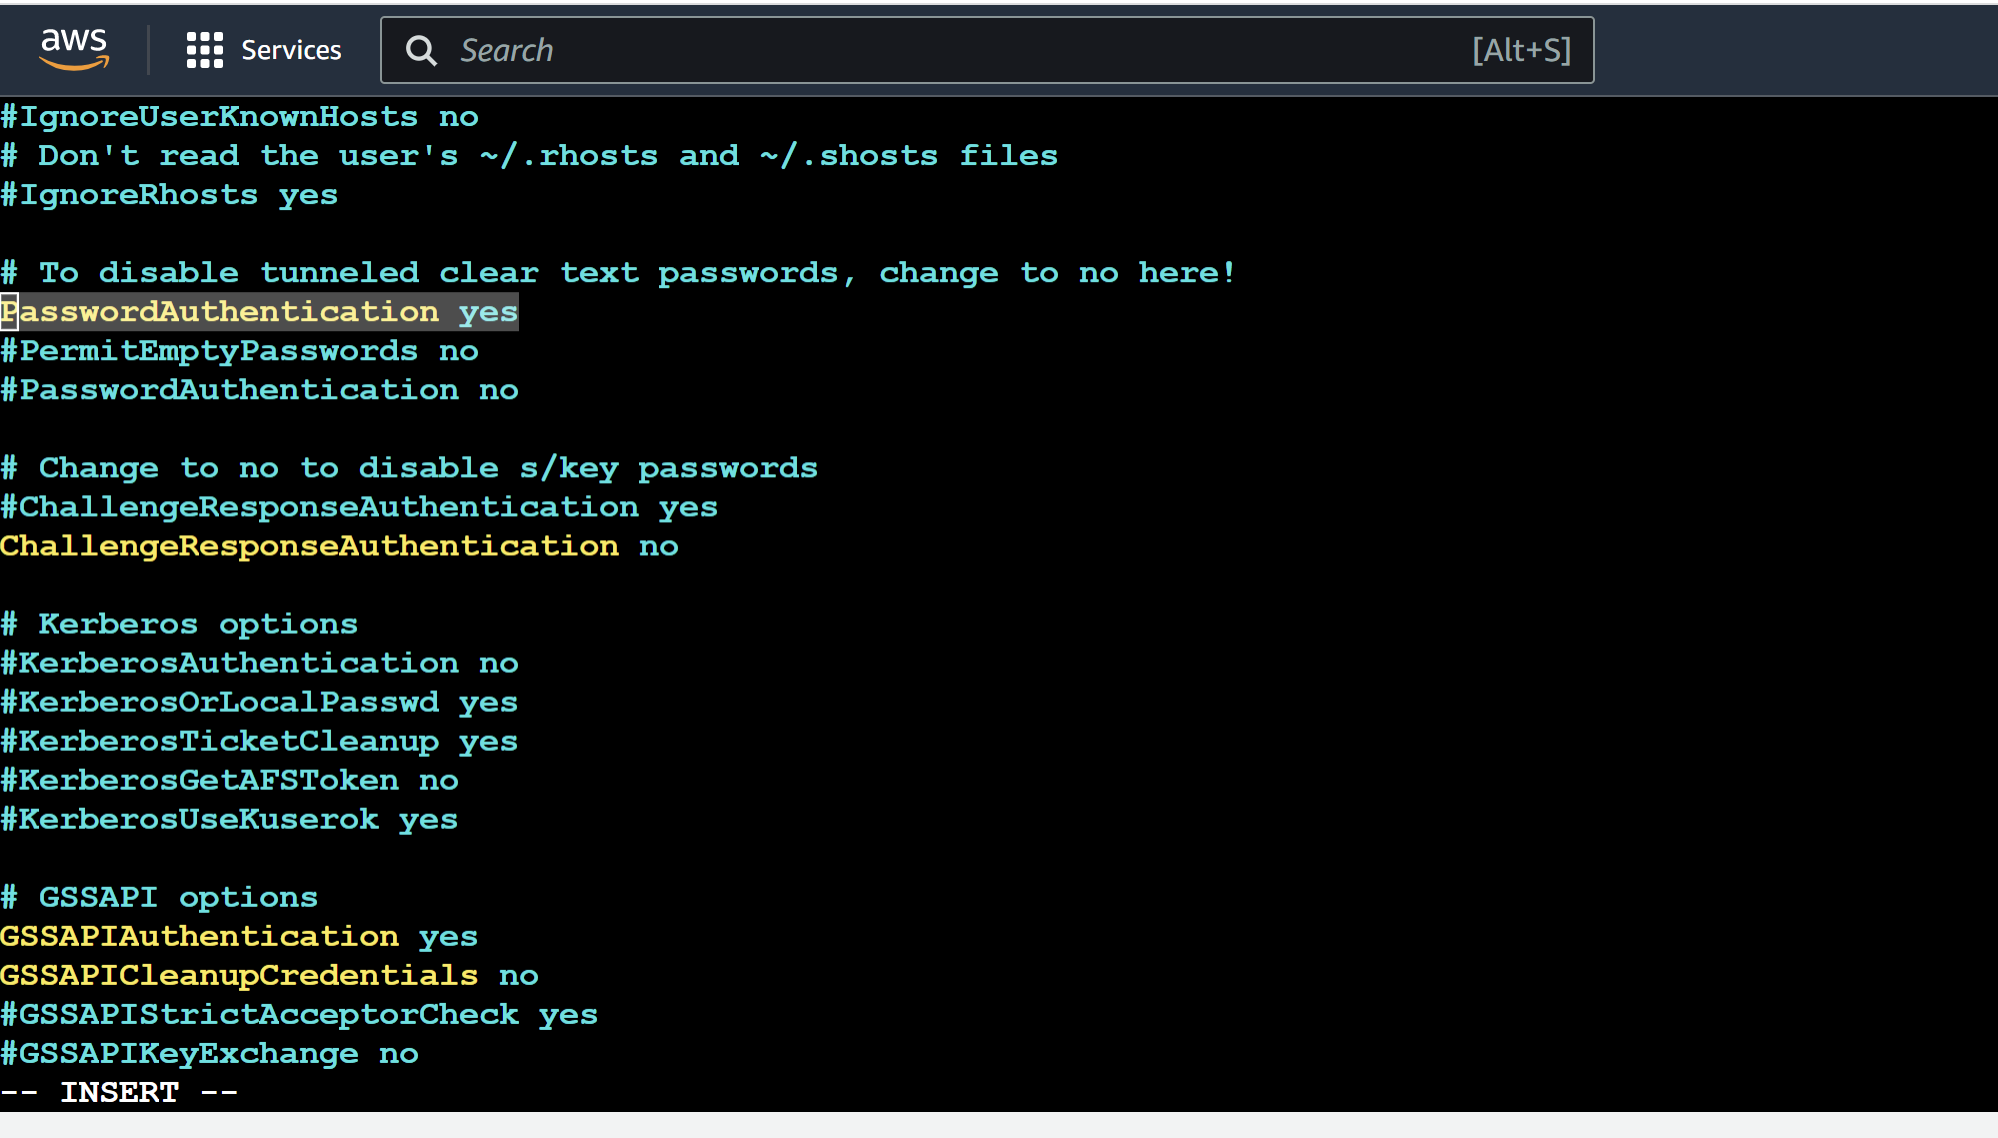 aws
Services
Search
[Alt+S]
#IgnoreUserKnownHosts no
# Don't read the user's ~/.rhosts and ~/.shosts files
#IgnoreRhosts yes
# To disable tunneled clear text passwords, change to no here!
PasswordAuthentication yes
#PermitEmptyPasswords no
#PasswordAuthentication no
# Change to no to disable s/key passwords
#ChallengeResponseAuthentication yes
ChallengeResponseAuthentication no
# Kerberos options
#KerberosAuthentication no
#KerberosOrLocalPasswd yes
#KerberosTicketCleanup yes
#KerberosGetAFSToken no
#KerberosUseKuserok yes
# GSSAPI options
GSSAPIAuthentication yes
GSSAPICleanupCredentials no
#GSSAPIStrictAcceptorCheck yes
#GSSAPIKeyExchange no
-- INSERT --